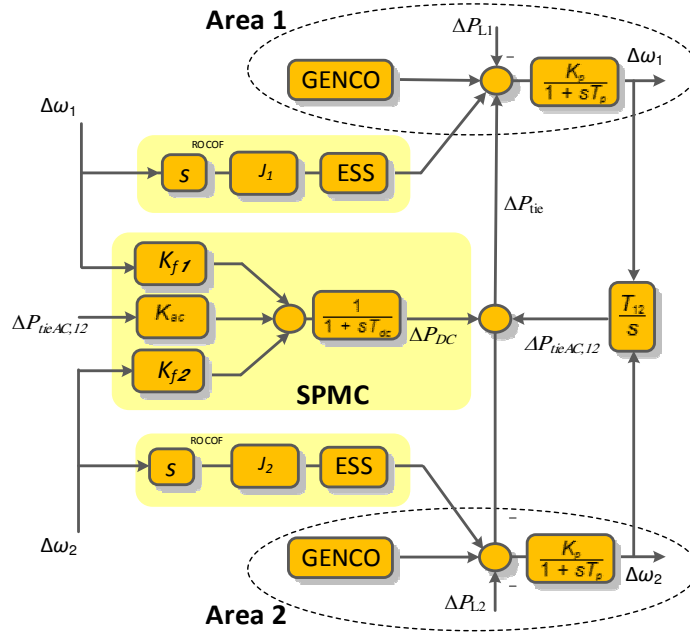 Area 1
ΔP_L1
Δω_1
GENCO
K_p
1 + sT_p
Δω_1
ROCOF
s
J_1
ESS
ΔP_tie
K_f1
ΔP_tieAC,12
K_ac
1
1 + sT_dc
ΔP_DC
T_12
s
ΔP_tieAC,12
K_f2
SPMC
ROCOF
s
J_2
ESS
Δω_2
GENCO
K_p
1 + sT_p
Δω_2
ΔP_L2
Area 2